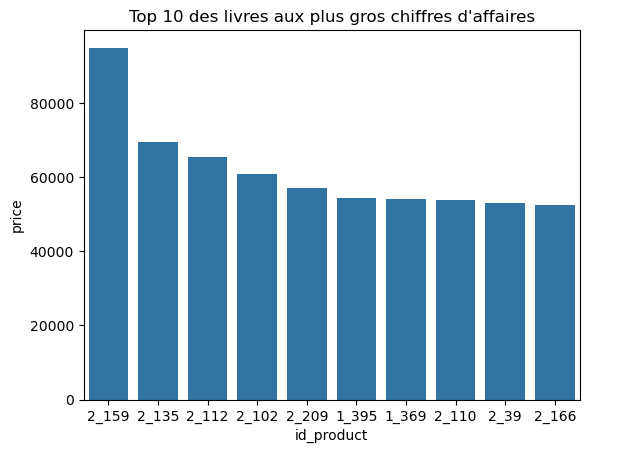 Top 10 des livres aux plus gros chiffres d'affaires
price
80000
60000
40000
20000
0
2_159 2_135 2_112 2_102 2_209 1_395 1_369 2_110 2_39 2_166
id_product